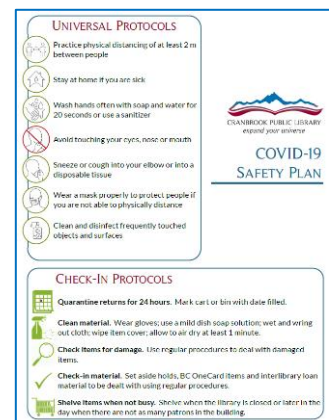 UNIVERSAL PROTOCOLS
Practice physical distancing of at least 2 m
between people
Stay at home if you are sick
Wash hands often with soap and water for
20 seconds or use a sanitizer
Avoid touching your eyes, nose or mouth
Sneeze or cough into your elbow or into a
disposable tissue
Wear a mask properly to protect people if
you are not able to physically distance
Clean and disinfect frequently touched
objects and surfaces
CRANBROOK PUBLIC LIBRARY
expand your universe
COVID-19
SAFETY PLAN
CHECK-IN PROTOCOLS
Quarantine returns for 24 hours. Mark cart or bin with date filled.
Clean material. Wear gloves; use a mild dish soap solution; wet and wring
out cloth; wipe item cover; allow to air dry at least 1 minute.
Check items for damage. Use regular procedures to deal with damaged
items.
Check-in material. Set aside holds, BC OneCard items and interlibrary loan
material to be dealt with using regular procedures.
Shelve items when not busy. Shelve when the library is closed or later in the
day when there are not as many patrons in the building.